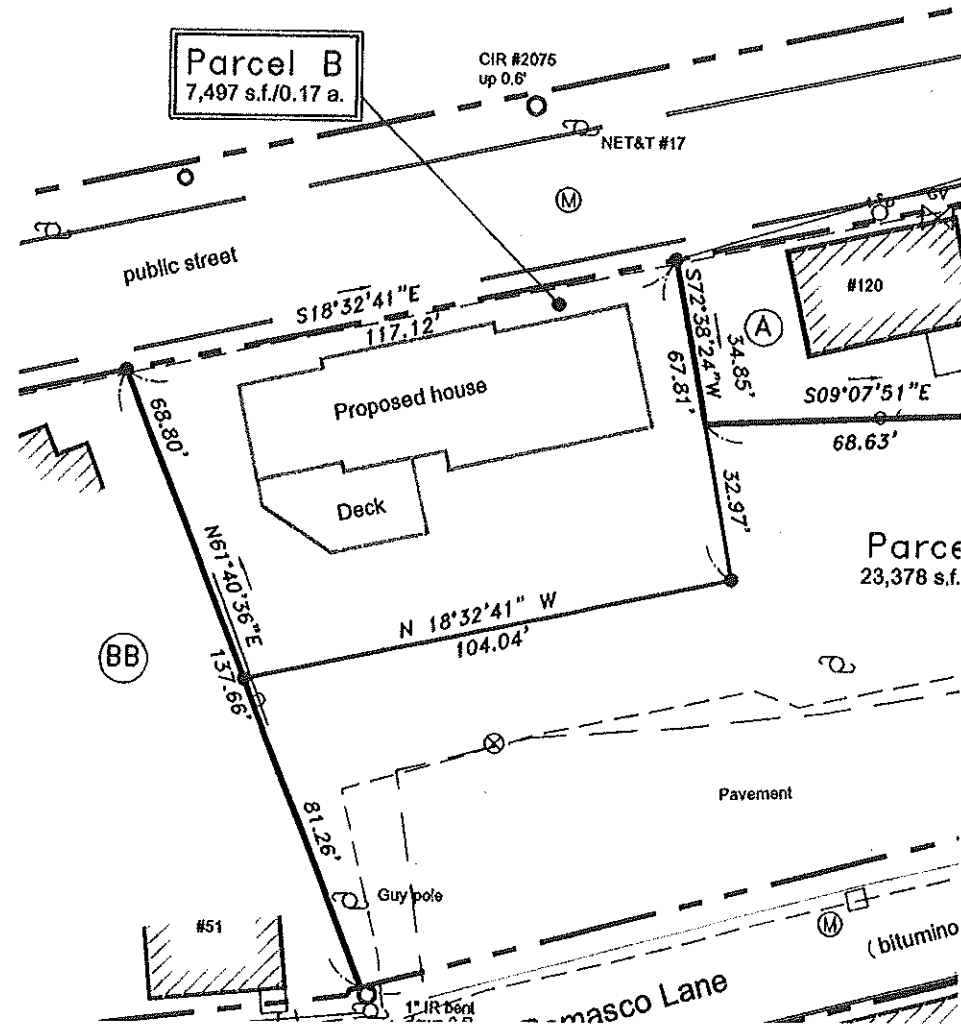 Parcel B
7,497 s.f./0.17 a.
CIR #2075
up 0.6'
NET&T #17
M
public street
S18°32'41"E
117.12'
S72°38'24"W
67.81'
34.85'
A
#120
GV
S09°07'51"E
68.63'
68.80'
Proposed house
Deck
32.97'
23,378 s.f.
N61°40'36"E
137.66'
N 18°32'41" W
104.04'
BB
81.26'
Pavement
Guy pole
#51
M
1" IR bent
Lane